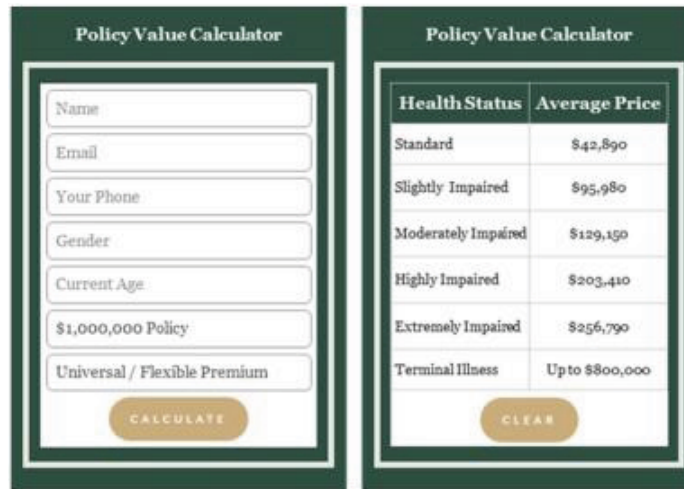 Policy Value Calculator
Name
Email
Your Phone
Gender
Current Age
$1,000,000 Policy
Universal / Flexible Premium
CALCULATE
Policy Value Calculator
Health Status Average Price
Standard $42,890
Slightly Impaired $95,980
Moderately Impaired $129,150
Highly Impaired $203,410
Extremely Impaired $256,790
Terminal Illness Up to $800,000
CLEAR